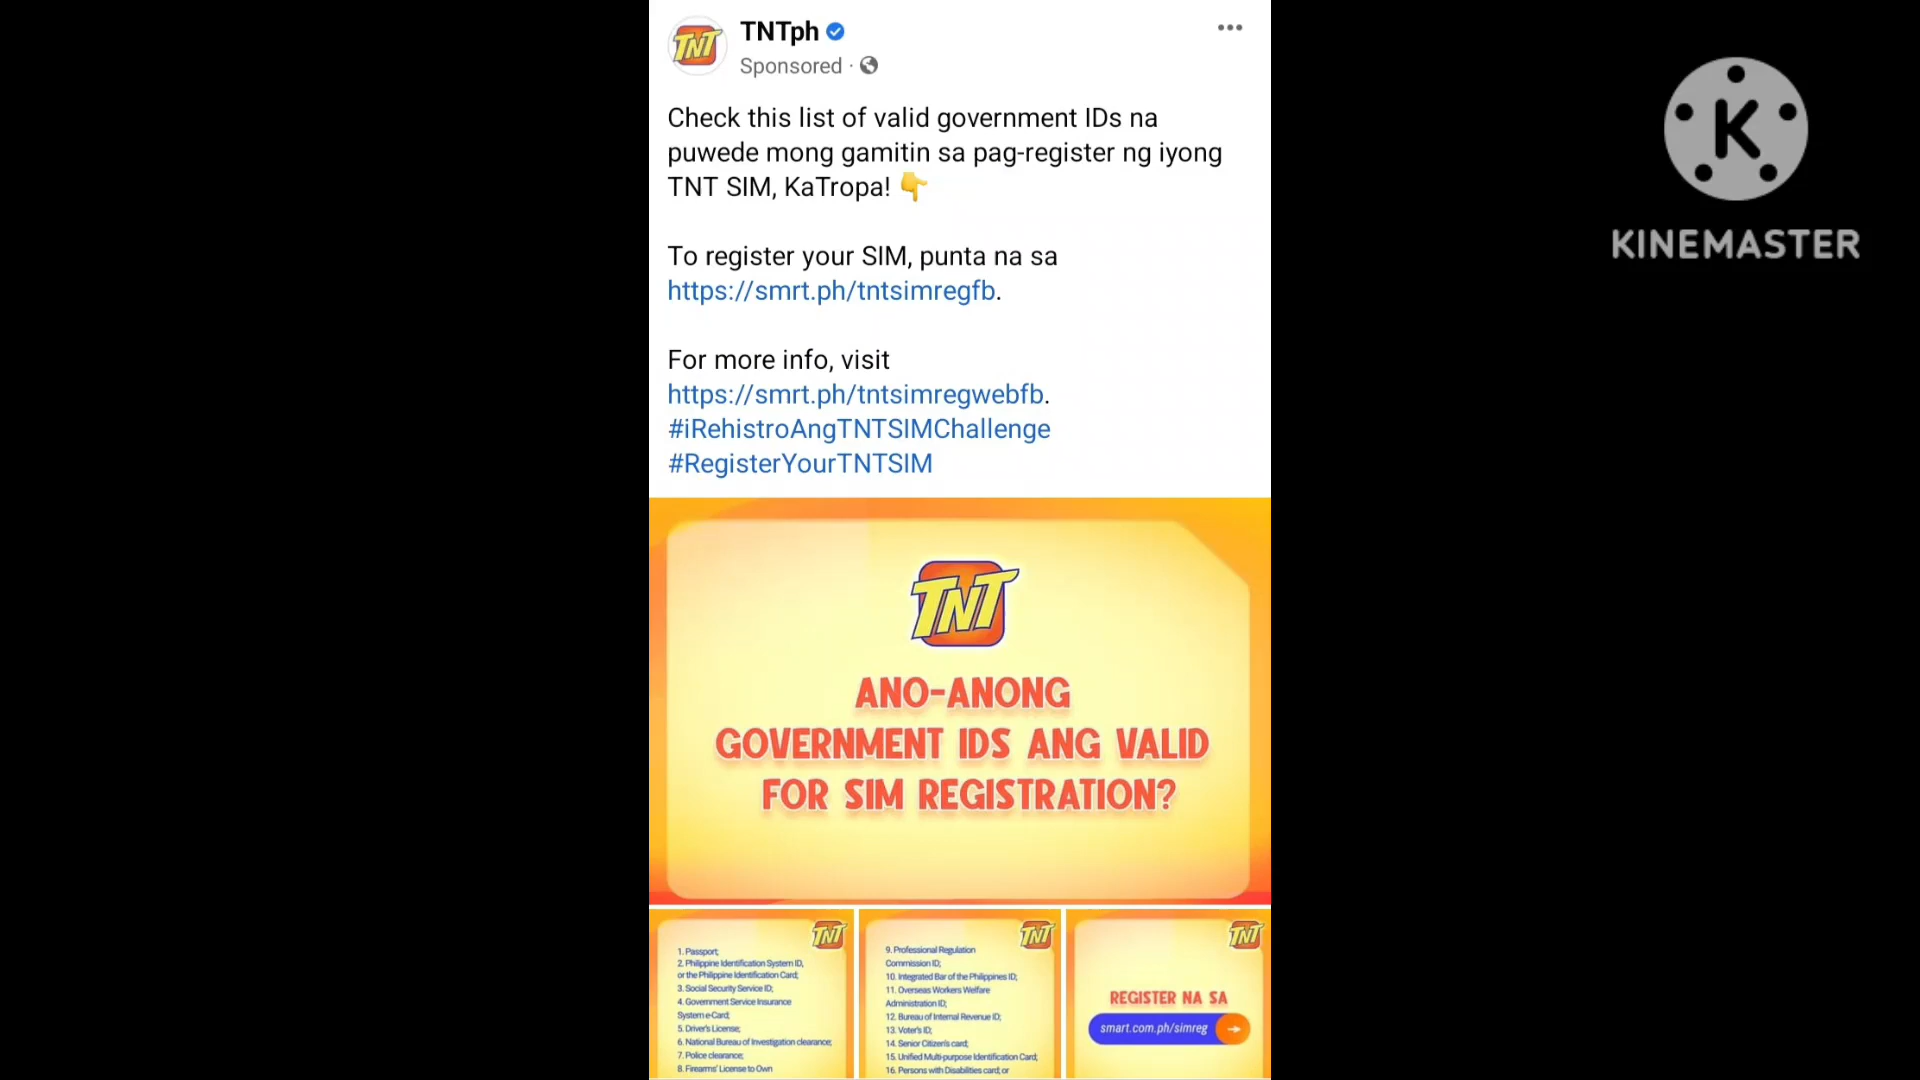 TNTph
Sponsored ·
Check this list of valid government IDs na
puwede mong gamitin sa pag-register ng iyong
TNT SIM, KaTropa! 👇
To register your SIM, punta na sa
https://smrt.ph/tntsimregfb.
For more info, visit
https://smrt.ph/tntsimregwebfb.
#iRehistroAngTNTSIMChallenge
#RegisterYourTNTSIM
TNT
ANO-ANONG
GOVERNMENT IDS ANG VALID
FOR SIM REGISTRATION?
TNT
1. Passport;
2. Philippine Identification System ID,
or the Philippine Identification Card;
3. Social Security Service ID;
4. Government Service Insurance
System e-Card;
5. Driver's License;
6. National Bureau of Investigation clearance;
7. Police clearance;
8. Firearms' License to Own
TNT
9. Professional Regulation
Commission ID;
10. Integrated Bar of the Philippines ID;
11. Overseas Workers Welfare
Administration ID;
12. Bureau of Internal Revenue ID;
13. Voter's ID;
14. Senior Citizen's card;
15. Unified Multi-purpose Identification Card;
16. Persons with Disabilities card; or
TNT
REGISTER NA SA
smart.com.ph/simreg
TNT
K
KINEMASTER